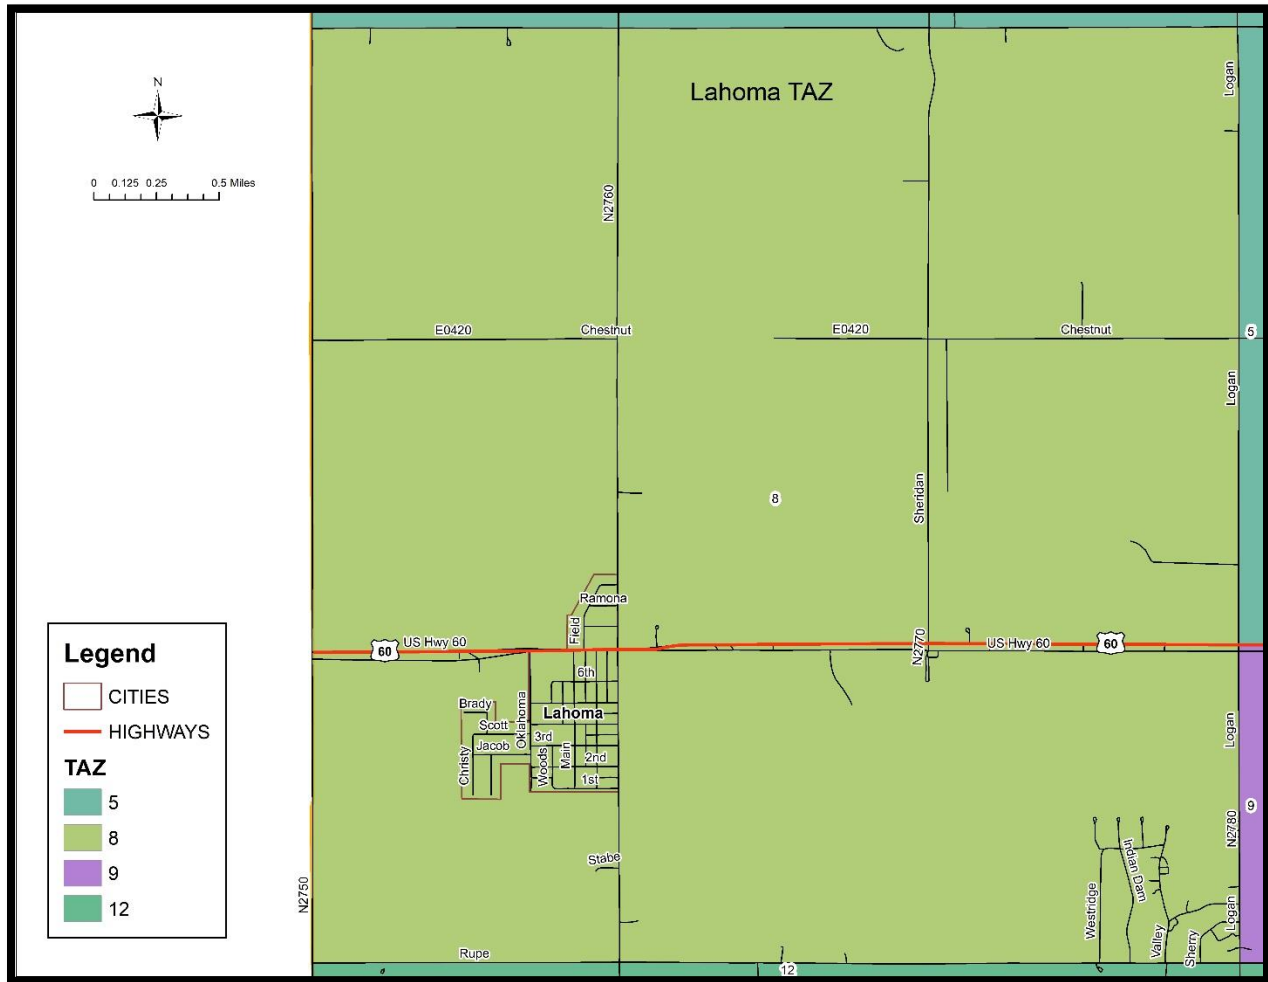 Lahoma TAZ
N
0 0.125 0.25 0.5 Miles
Logan
N2760
E0420
Chestnut
E0420
Chestnut
5
Logan
8
Sheridan
Ramona
Field
US Hwy 60
60
N2770
US Hwy 60
60
6th
Brady
Oklahoma
Lahoma
Scott
3rd
Jacob
Christy
Woods
Main
2nd
1st
Logan
9
N2780
Stabe
Indian Dam
N2750
Westridge
Logan
Valley
Sherry
Rupe
12
Legend
CITIES
HIGHWAYS
TAZ
5
8
9
12